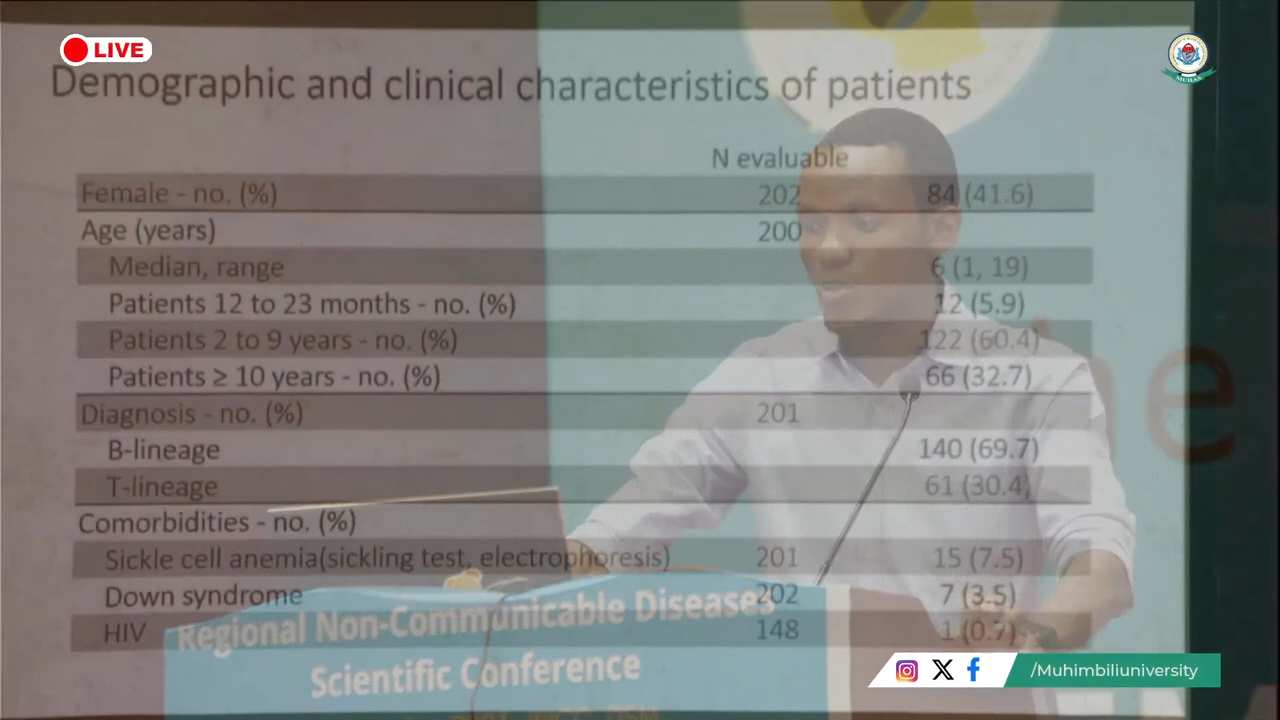 LIVE
MUHAS
Demographic and clinical characteristics of patients
N evaluable
Female - no. (%) 202 84 (41.6)
Age (years) 200
Median, range 6 (1, 19)
Patients 12 to 23 months - no. (%) 12 (5.9)
Patients 2 to 9 years - no. (%) 122 (60.4)
Patients ≥ 10 years - no. (%) 66 (32.7)
Diagnosis - no. (%) 201
B-lineage 140 (69.7)
T-lineage 61 (30.4)
Comorbidities - no. (%)
Sickle cell anemia(sickling test, electrophoresis) 201 15 (7.5)
Down syndrome 202 7 (3.5)
HIV 148 1 (0.7)
Regional Non-Communicable Diseases
Scientific Conference
/Muhimbiliuniversity